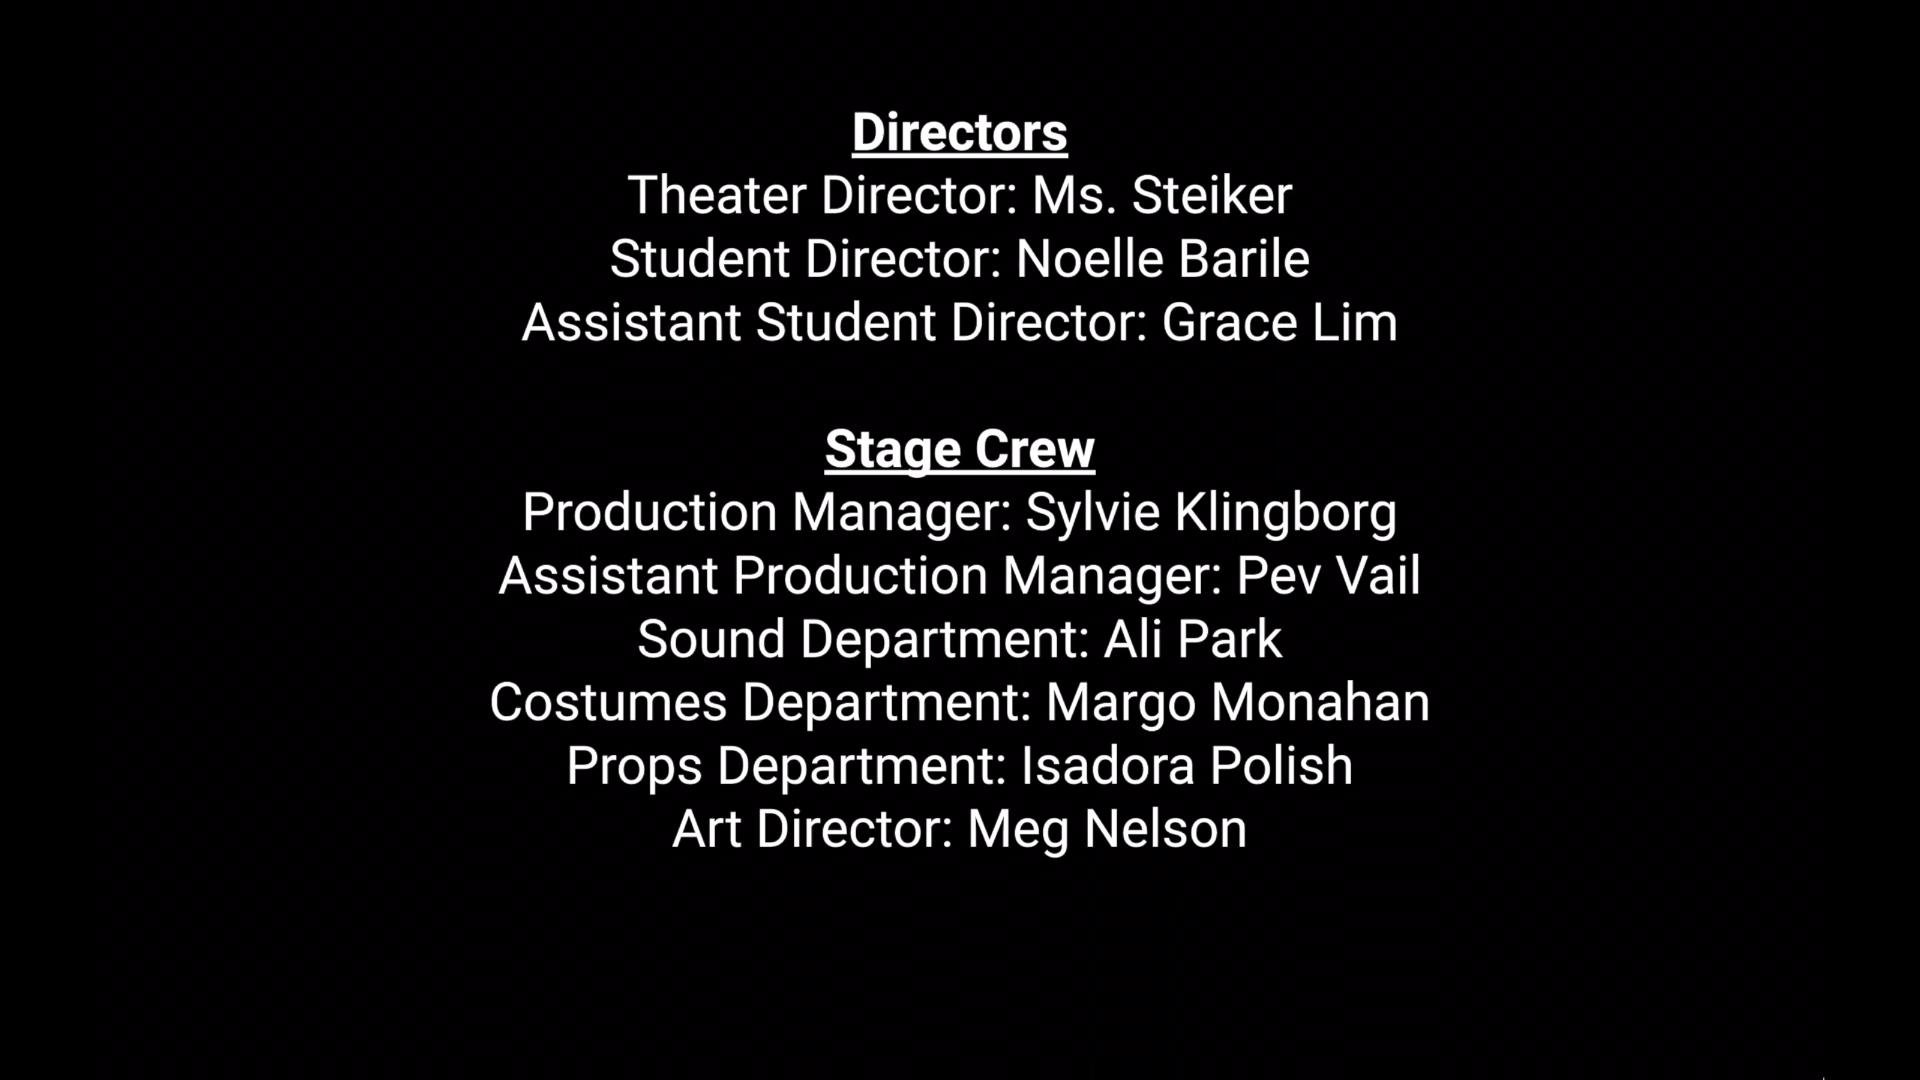 Directors
Theater Director: Ms. Steiker
Student Director: Noelle Barile
Assistant Student Director: Grace Lim
Stage Crew
Production Manager: Sylvie Klingborg
Assistant Production Manager: Pev Vail
Sound Department: Ali Park
Costumes Department: Margo Monahan
Props Department: Isadora Polish
Art Director: Meg Nelson